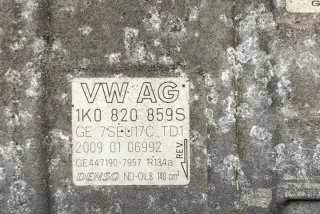 VW AG
1K0 820 859S
GE 7SEU17C TD1
2009 01 06992
GE447190-7957 R134a
DENSO ND-OIL8 140 cm³
REV